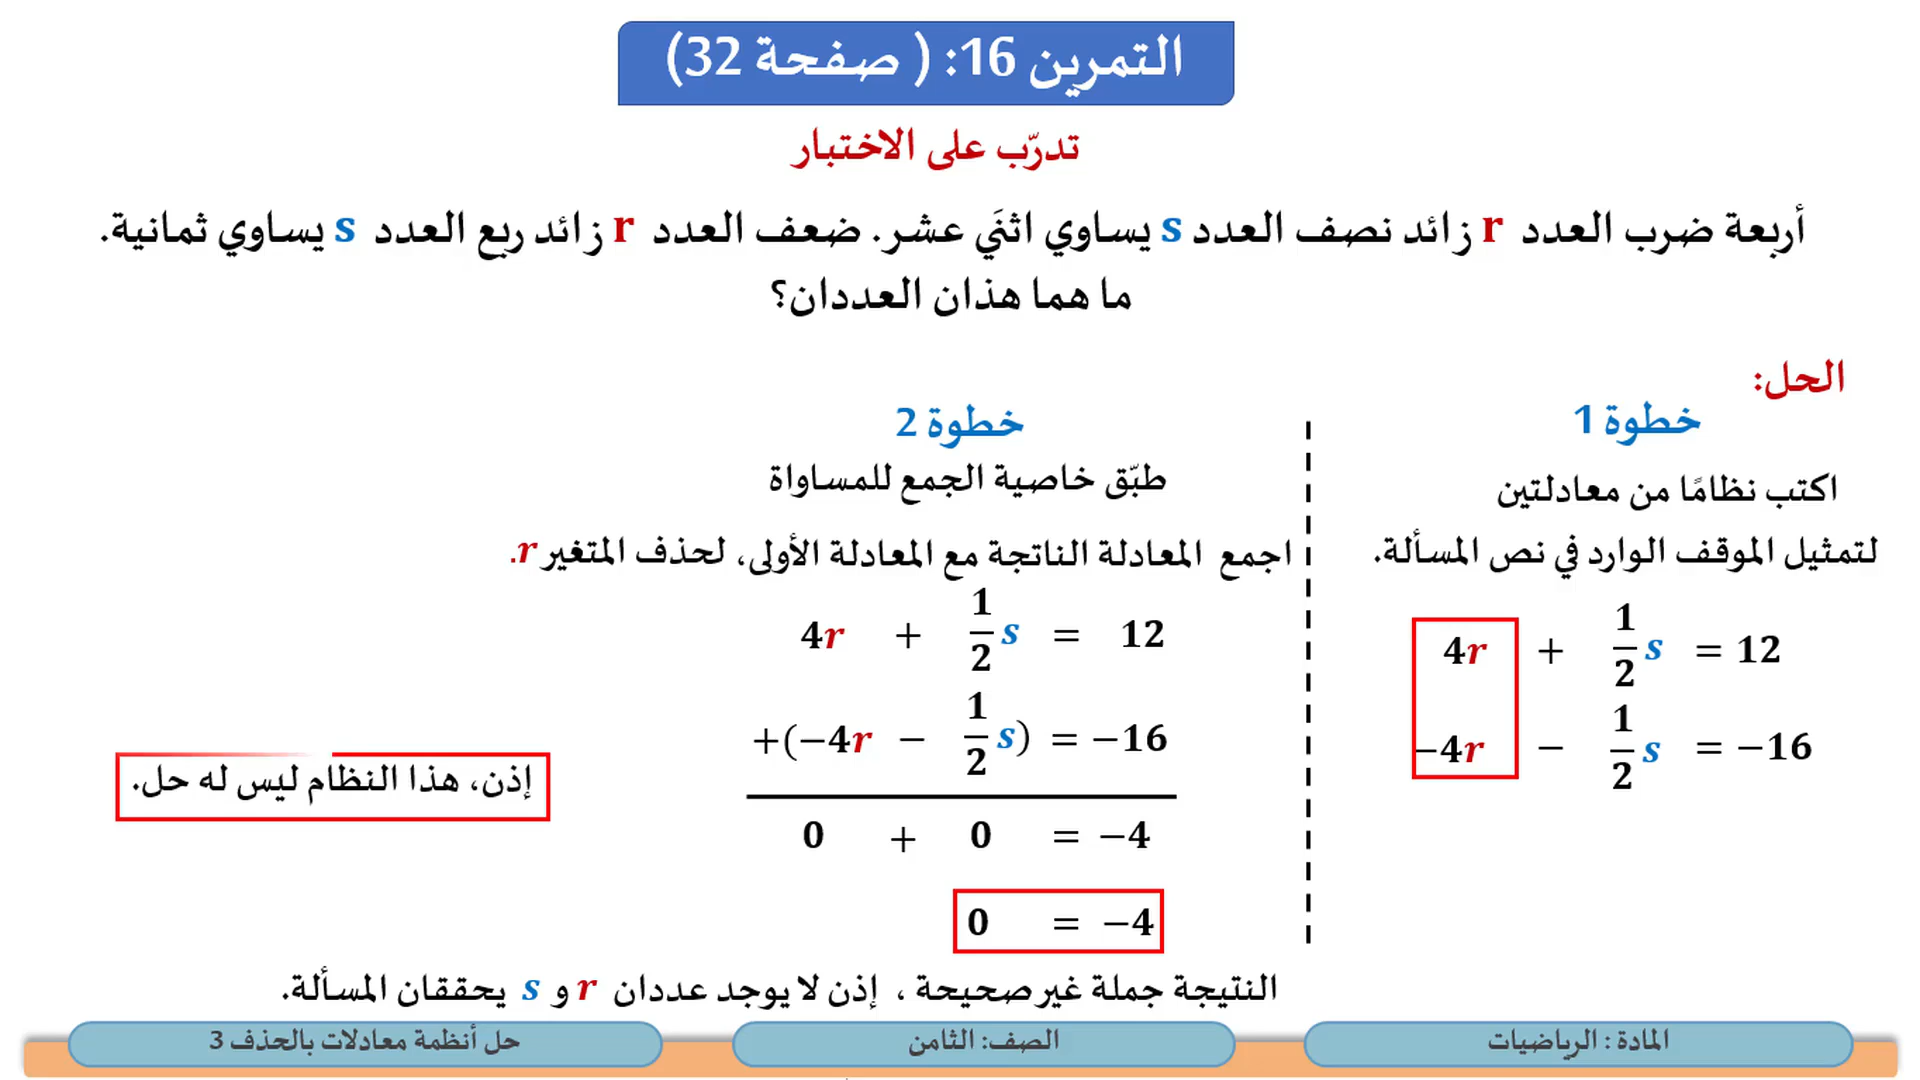 التمرين 16: ( صفحة 32)
تدرّب على الاختبار
أربعة ضرب العدد r زائد نصف العدد s يساوي اثنَي عشر. ضعف العدد r زائد ربع العدد s يساوي ثمانية.
ما هما هذان العددان؟
الحل:
خطوة 1
اكتب نظامًا من معادلتين
لتمثيل الموقف الوارد في نص المسألة.
4r + 1/2 s = 12
−4r − 1/2 s = −16
خطوة 2
طبّق خاصية الجمع للمساواة
اجمع المعادلة الناتجة مع المعادلة الأولى، لحذف المتغير r.
4r + 1/2 s = 12
+(−4r − 1/2 s) = −16
0 + 0 = −4
0 = −4
النتيجة جملة غير صحيحة ، إذن لا يوجد عددان r و s يحققان المسألة.
إذن، هذا النظام ليس له حل.
المادة : الرياضيات
الصف: الثامن
حل أنظمة معادلات بالحذف 3